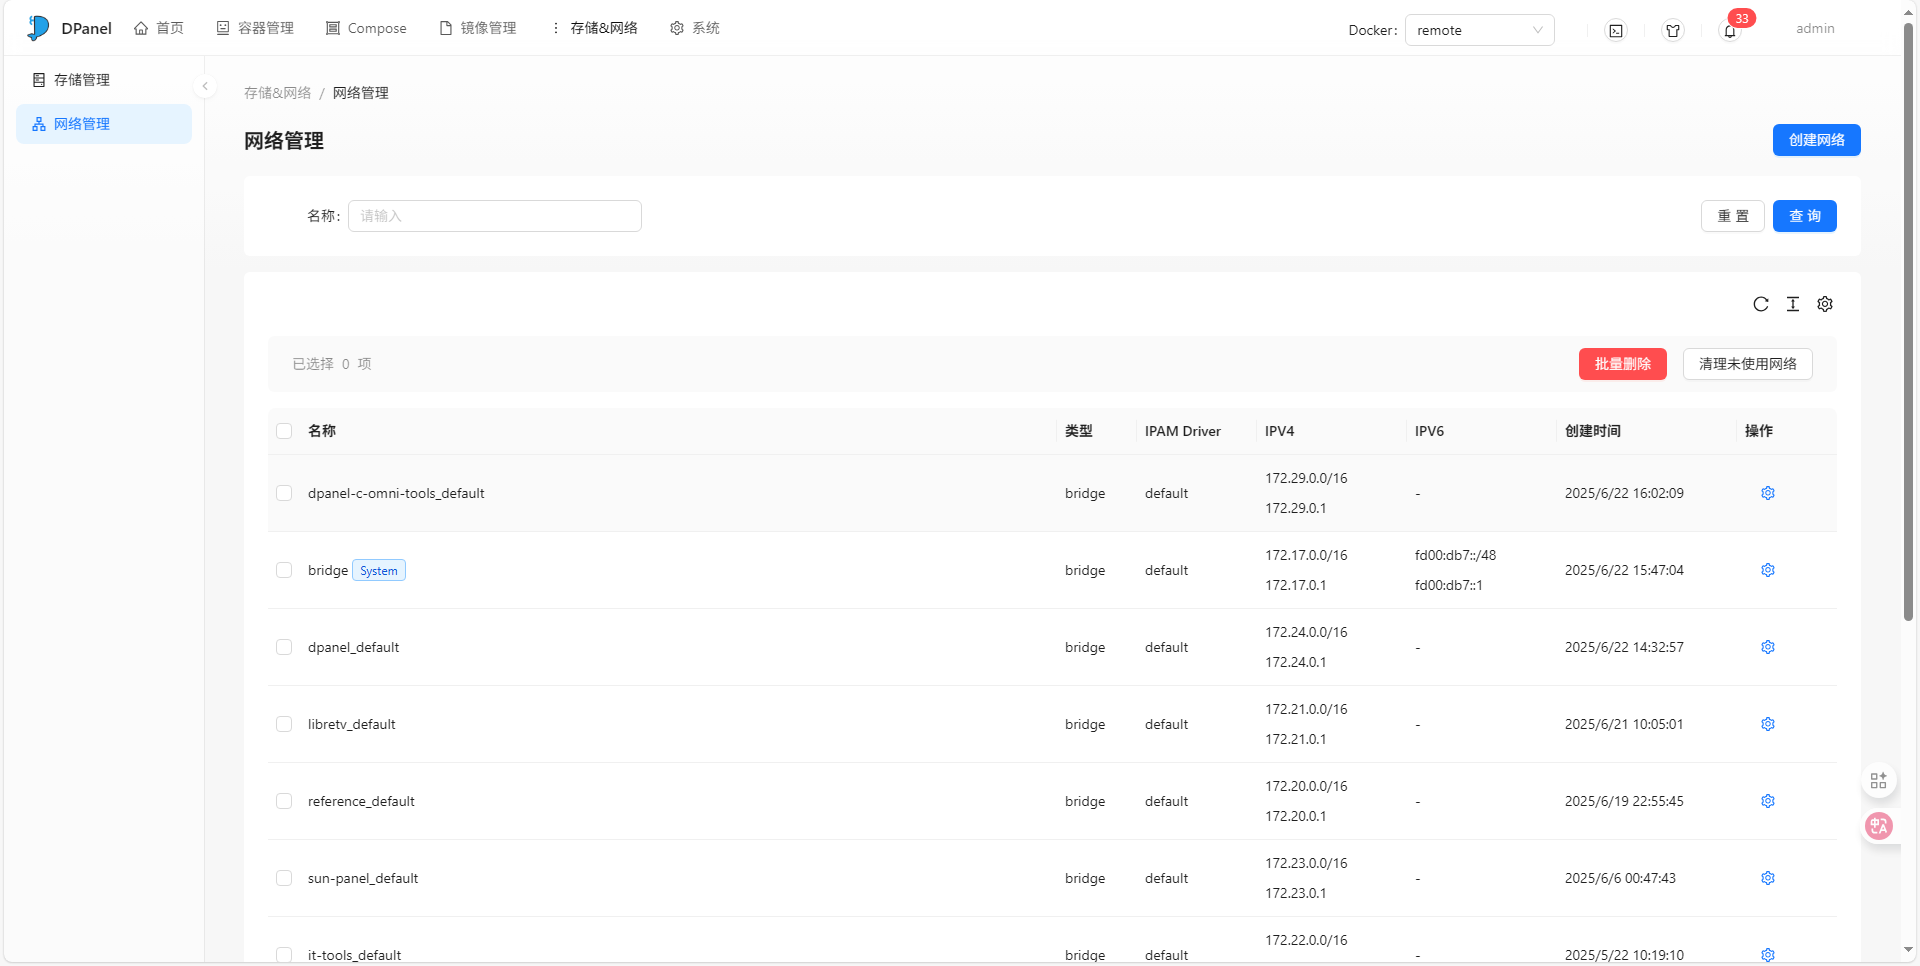 DPanel
首页
容器管理
Compose
镜像管理
存储&网络
系统
Docker:
remote
33
admin
存储管理
网络管理
存储&网络 / 网络管理
网络管理
创建网络
名称:
请输入
重 置
查 询
已选择 0 项
批量删除
清理未使用网络
名称 类型 IPAM Driver IPV4 IPV6 创建时间 操作
172.29.0.0/16
dpanel-c-omni-tools_default bridge default - 2025/6/22 16:02:09
172.29.0.1
172.17.0.0/16 fd00:db7::/48
bridge System bridge default 2025/6/22 15:47:04
172.17.0.1 fd00:db7::1
172.24.0.0/16
dpanel_default bridge default - 2025/6/22 14:32:57
172.24.0.1
172.21.0.0/16
libretv_default bridge default - 2025/6/21 10:05:01
172.21.0.1
172.20.0.0/16
reference_default bridge default - 2025/6/19 22:55:45
172.20.0.1
172.23.0.0/16
sun-panel_default bridge default - 2025/6/6 00:47:43
172.23.0.1
172.22.0.0/16
it-tools_default bridge default - 2025/5/22 10:19:10
中
A